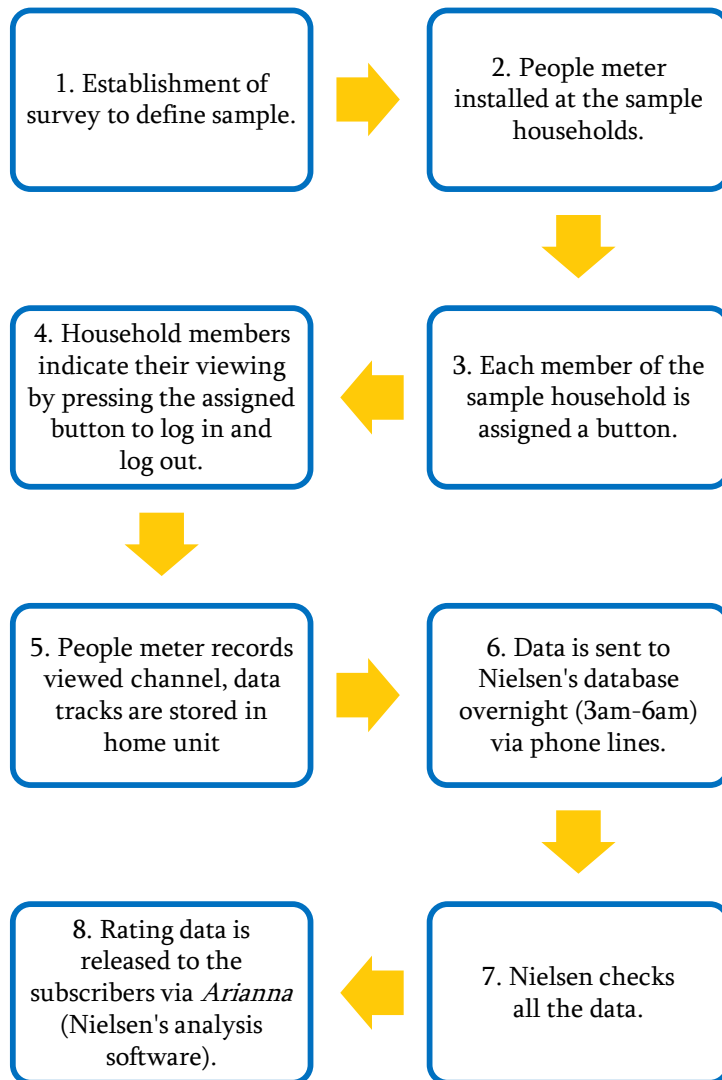 1. Establishment of
survey to define sample.
2. People meter
installed at the sample
households.
3. Each member of the
sample household is
assigned a button.
4. Household members
indicate their viewing
by pressing the assigned
button to log in and
log out.
5. People meter records
viewed channel, data
tracks are stored in
home unit
6. Data is sent to
Nielsen's database
overnight (3am-6am)
via phone lines.
7. Nielsen checks
all the data.
8. Rating data is
released to the
subscribers via Arianna
(Nielsen's analysis
software).